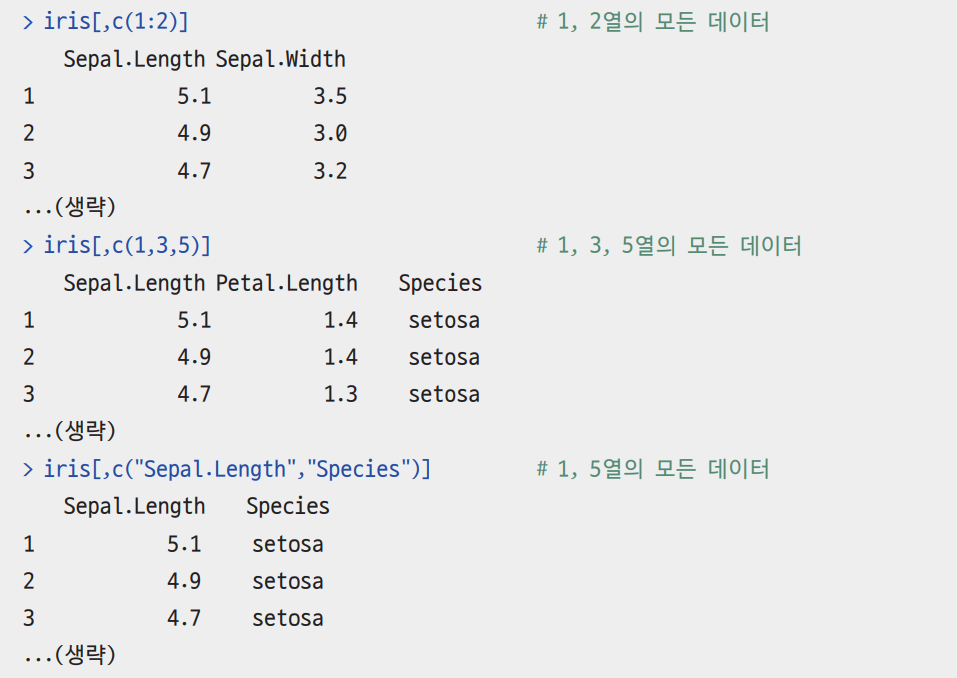 > iris[,c(1:2)] # 1, 2열의 모든 데이터
Sepal.Length Sepal.Width
1 5.1 3.5
2 4.9 3.0
3 4.7 3.2
...(생략)
> iris[,c(1,3,5)] # 1, 3, 5열의 모든 데이터
Sepal.Length Petal.Length Species
1 5.1 1.4 setosa
2 4.9 1.4 setosa
3 4.7 1.3 setosa
...(생략)
> iris[,c("Sepal.Length","Species")] # 1, 5열의 모든 데이터
Sepal.Length Species
1 5.1 setosa
2 4.9 setosa
3 4.7 setosa
...(생략)